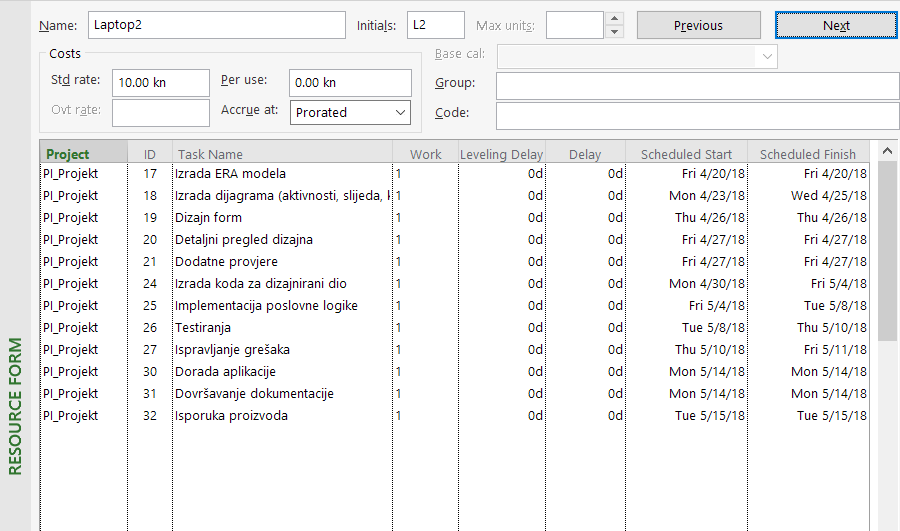 Name: Laptop2 Initials: L2 Max units: Previous Next
Costs Base cal:
Std rate: 10.00 kn Per use: 0.00 kn Group:
Ovt rate: Accrue at: Prorated Code:
Project ID Task Name Work Leveling Delay Delay Scheduled Start Scheduled Finish
PI_Projekt 17 Izrada ERA modela 1 0d 0d Fri 4/20/18 Fri 4/20/18
PI_Projekt 18 Izrada dijagrama (aktivnosti, slijeda, 1 0d 0d Mon 4/23/18 Wed 4/25/18
PI_Projekt 19 Dizajn form 1 0d 0d Thu 4/26/18 Thu 4/26/18
PI_Projekt 20 Detaljni pregled dizajna 1 0d 0d Fri 4/27/18 Fri 4/27/18
PI_Projekt 21 Dodatne provjere 1 0d 0d Fri 4/27/18 Fri 4/27/18
PI_Projekt 24 Izrada koda za dizajnirani dio 1 0d 0d Mon 4/30/18 Fri 5/4/18
PI_Projekt 25 Implementacija poslovne logike 1 0d 0d Fri 5/4/18 Tue 5/8/18
PI_Projekt 26 Testiranja 1 0d 0d Tue 5/8/18 Thu 5/10/18
PI_Projekt 27 Ispravljanje grešaka 1 0d 0d Thu 5/10/18 Fri 5/11/18
PI_Projekt 30 Dorada aplikacije 1 0d 0d Mon 5/14/18 Mon 5/14/18
PI_Projekt 31 Dovršavanje dokumentacije 1 0d 0d Mon 5/14/18 Mon 5/14/18
PI_Projekt 32 Isporuka proizvoda 1 0d 0d Tue 5/15/18 Tue 5/15/18
RESOURCE FORM